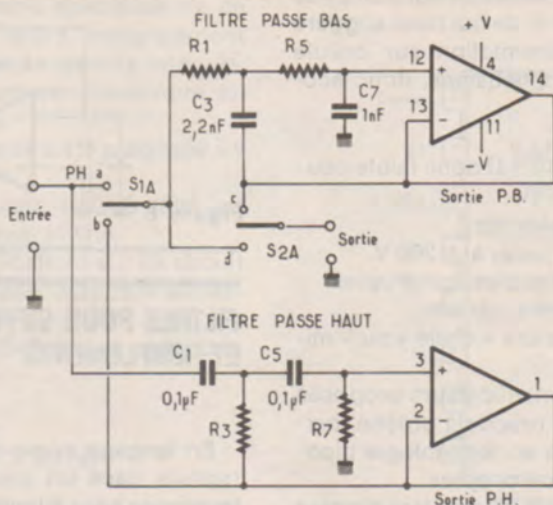 FILTRE PASSE BAS
+V
R1
R5
12
4
14
C3
2,2nF
C7
1nF
13
-
11
-V
PH
a
S1A
Sortie P.B.
Entrée
b
c
d
S2A
Sortie
FILTRE PASSE HAUT
C1
C5
3
+
1
0,1µF
0,1µF
2
R3
R7
Sortie P.H.